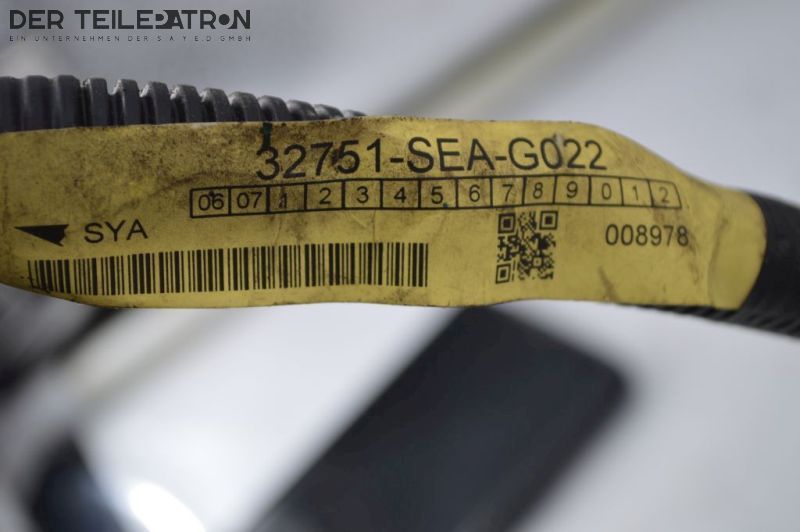 DER TEILEPATRON
EIN UNTERNEHMEN DER S A Y E D GMBH
32751-SEA-G022
06 07 1 2 3 4 5 6 7 8 9 0 1 2
SYA
008978